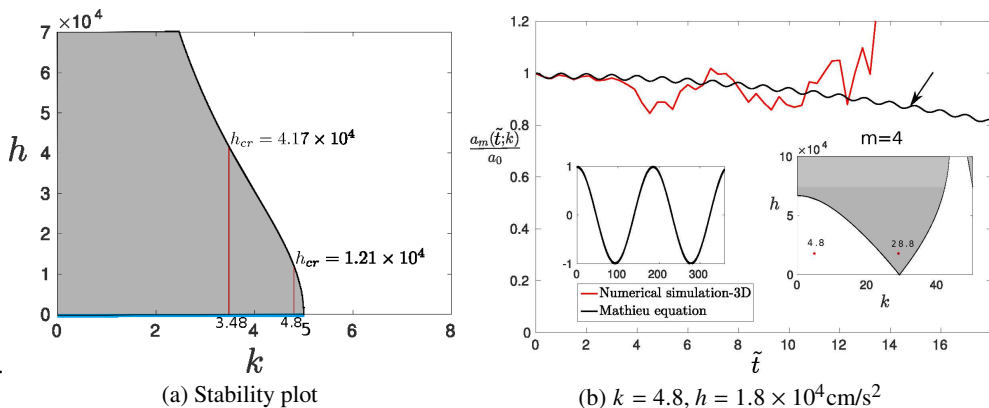 ×10⁴
7
6
5
4
3
2
1
0
h
h_cr = 4.17 × 10⁴
h_cr = 1.21 × 10⁴
0 2 3.48 4 4.8 5 6 8
k
(a) Stability plot
1.2
1
0.8
0.6
0.4
0.2
0
a_m(t̃;k)
a_0
m=4
1
0
-1
0 100 200 300
Numerical simulation-3D
Mathieu equation
×10⁴
10
5
0
h
4.8
28.8
0 20 40
k
0 2 4 6 8 10 12 14 16
t̃
(b) k = 4.8, h = 1.8 × 10⁴cm/s²